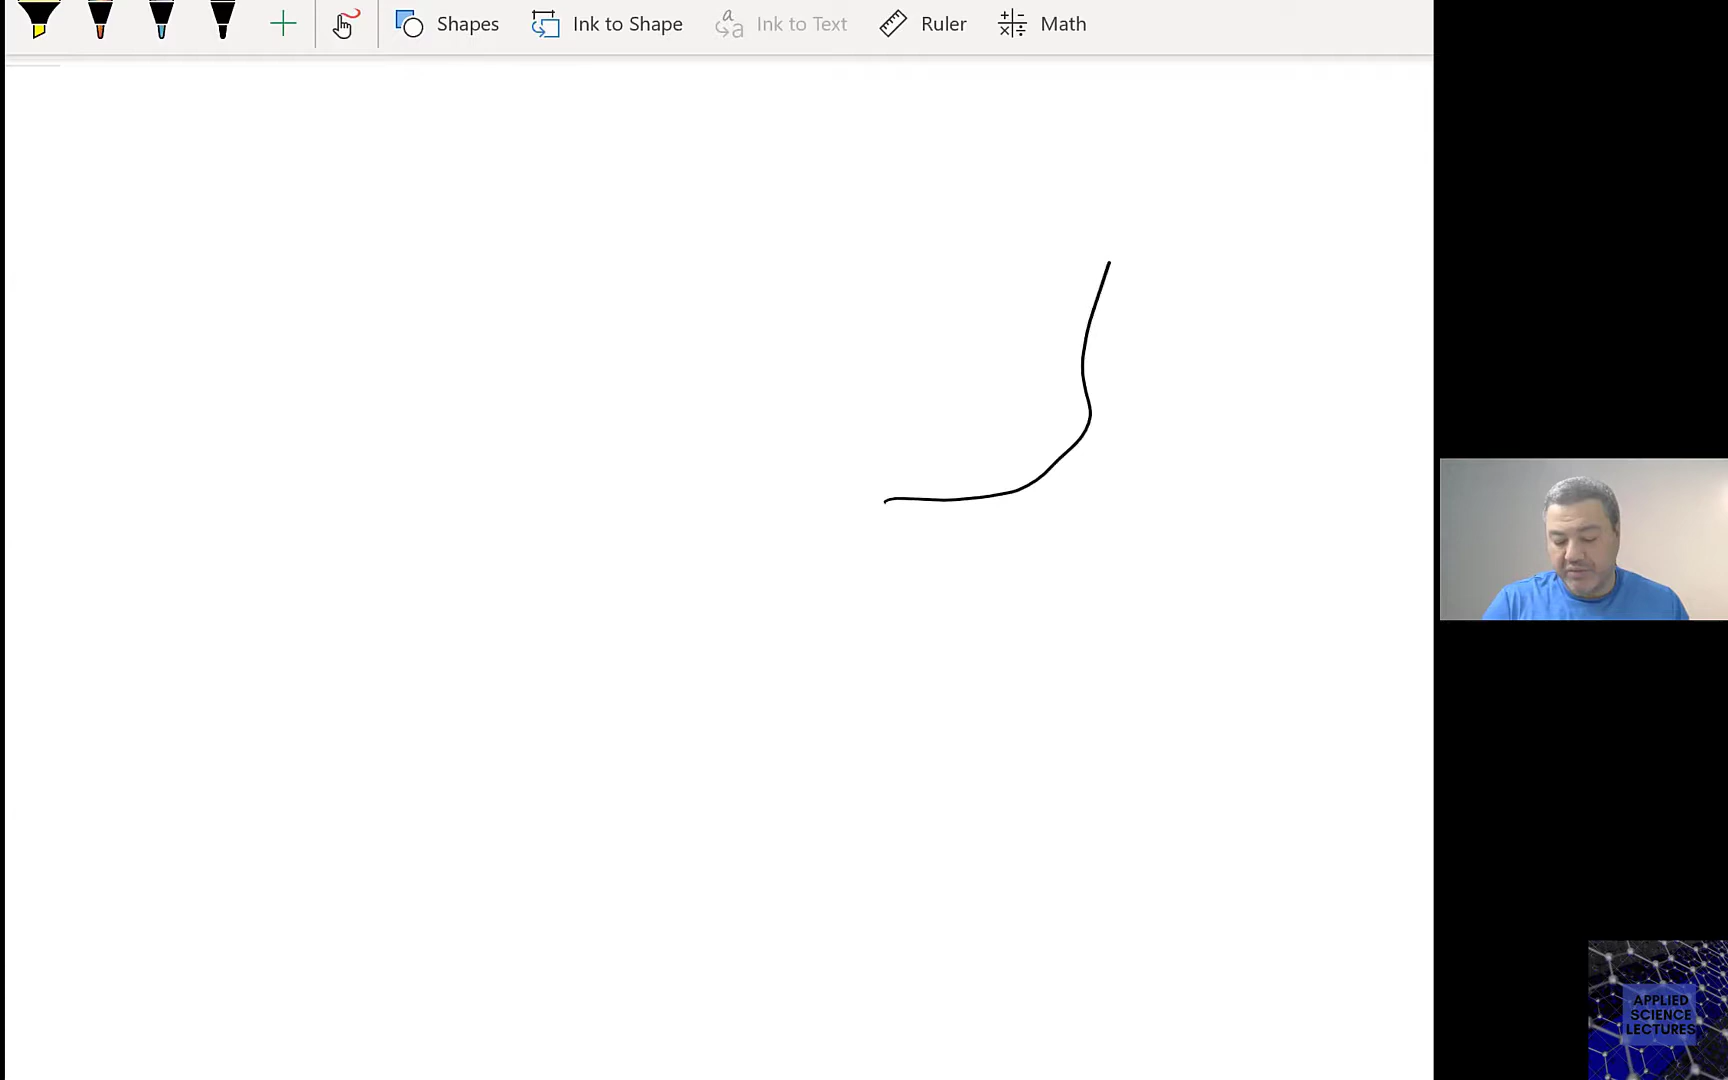 Shapes Ink to Shape Ink to Text Ruler Math
APPLIED
SCIENCE
LECTURES